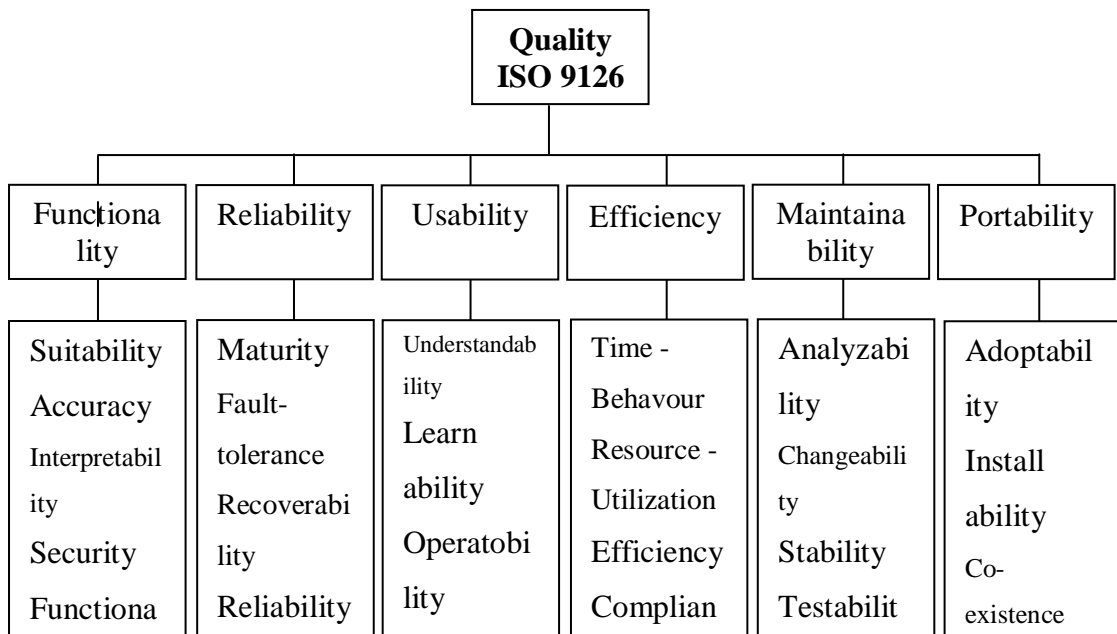 Quality
ISO 9126
Functiona
lity
Reliability
Usability
Efficiency
Maintaina
bility
Portability
Suitability
Accuracy
Interpretabil
ity
Security
Functiona
Maturity
Fault-
tolerance
Recoverabi
lity
Reliability
Understandab
ility
Learn
ability
Operatobi
lity
Time -
Behavour
Resource -
Utilization
Efficiency
Complian
Analyzabi
lity
Changeabili
ty
Stability
Testabilit
Adoptabil
ity
Install
ability
Co-
existence